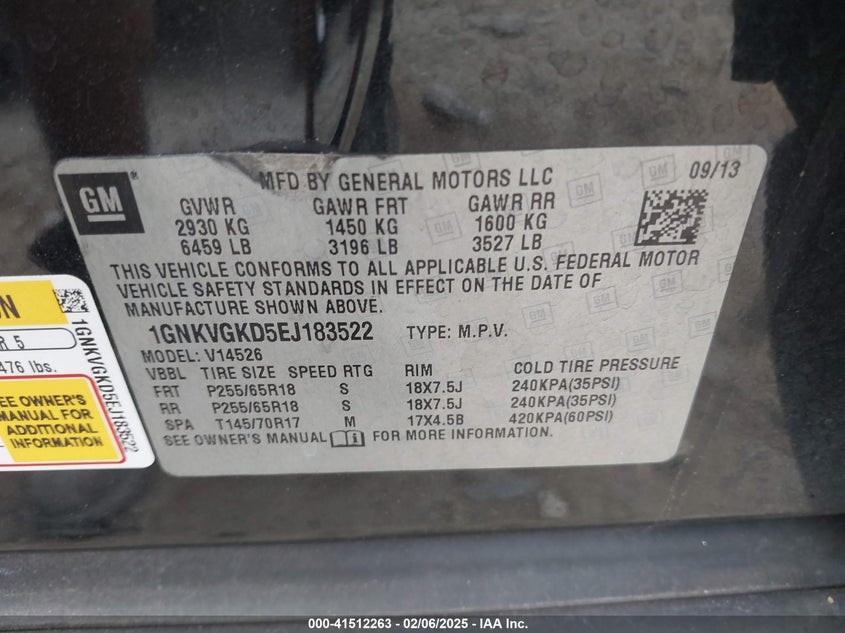 GM
MFD BY GENERAL MOTORS LLC 09/13
GVWR GAWR FRT GAWR RR
2930 KG 1450 KG 1600 KG
6459 LB 3196 LB 3527 LB
THIS VEHICLE CONFORMS TO ALL APPLICABLE U.S. FEDERAL MOTOR
VEHICLE SAFETY STANDARDS IN EFFECT ON THE DATE OF
MANUFACTURE SHOWN ABOVE.
1GNKVGKD5EJ183522 TYPE: M.P.V.
MODEL: V14526
VBBL TIRE SIZE SPEED RTG RIM COLD TIRE PRESSURE
FRT P255/65R18 S 18X7.5J 240KPA(35PSI)
RR P255/65R18 S 18X7.5J 240KPA(35PSI)
SPA T145/70R17 M 17X4.5B 420KPA(60PSI)
SEE OWNER'S MANUAL FOR MORE INFORMATION.
R 5
476 lbs.
SEE OWNER'S
MANUAL FOR
ADDITIONAL
INFORMATION
1GNKVGKD5EJ183522
000-41512263 - 02/06/2025 - IAA Inc.